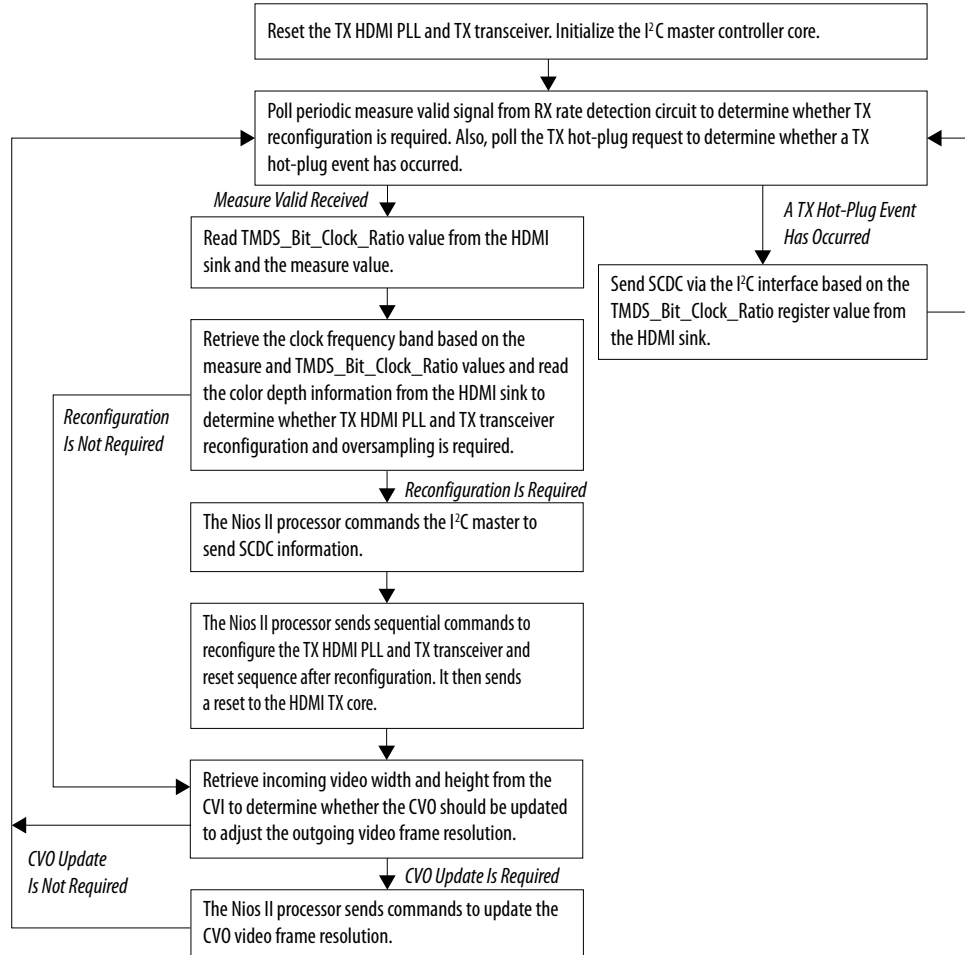 Reset the TX HDMI PLL and TX transceiver. Initialize the I²C master controller core.
Poll periodic measure valid signal from RX rate detection circuit to determine whether TX
reconfiguration is required. Also, poll the TX hot-plug request to determine whether a TX
hot-plug event has occurred.
Measure Valid Received
A TX Hot-Plug Event
Has Occurred
Read TMDS_Bit_Clock_Ratio value from the HDMI
sink and the measure value.
Send SCDC via the I²C interface based on the
TMDS_Bit_Clock_Ratio register value from
the HDMI sink.
Retrieve the clock frequency band based on the
measure and TMDS_Bit_Clock_Ratio values and read
the color depth information from the HDMI sink to
determine whether TX HDMI PLL and TX transceiver
reconfiguration and oversampling is required.
Reconfiguration
Is Not Required
Reconfiguration Is Required
The Nios II processor commands the I²C master to
send SCDC information.
The Nios II processor sends sequential commands to
reconfigure the TX HDMI PLL and TX transceiver and
reset sequence after reconfiguration. It then sends
a reset to the HDMI TX core.
Retrieve incoming video width and height from the
CVI to determine whether the CVO should be updated
to adjust the outgoing video frame resolution.
CVO Update
Is Not Required
CVO Update Is Required
The Nios II processor sends commands to update the
CVO video frame resolution.